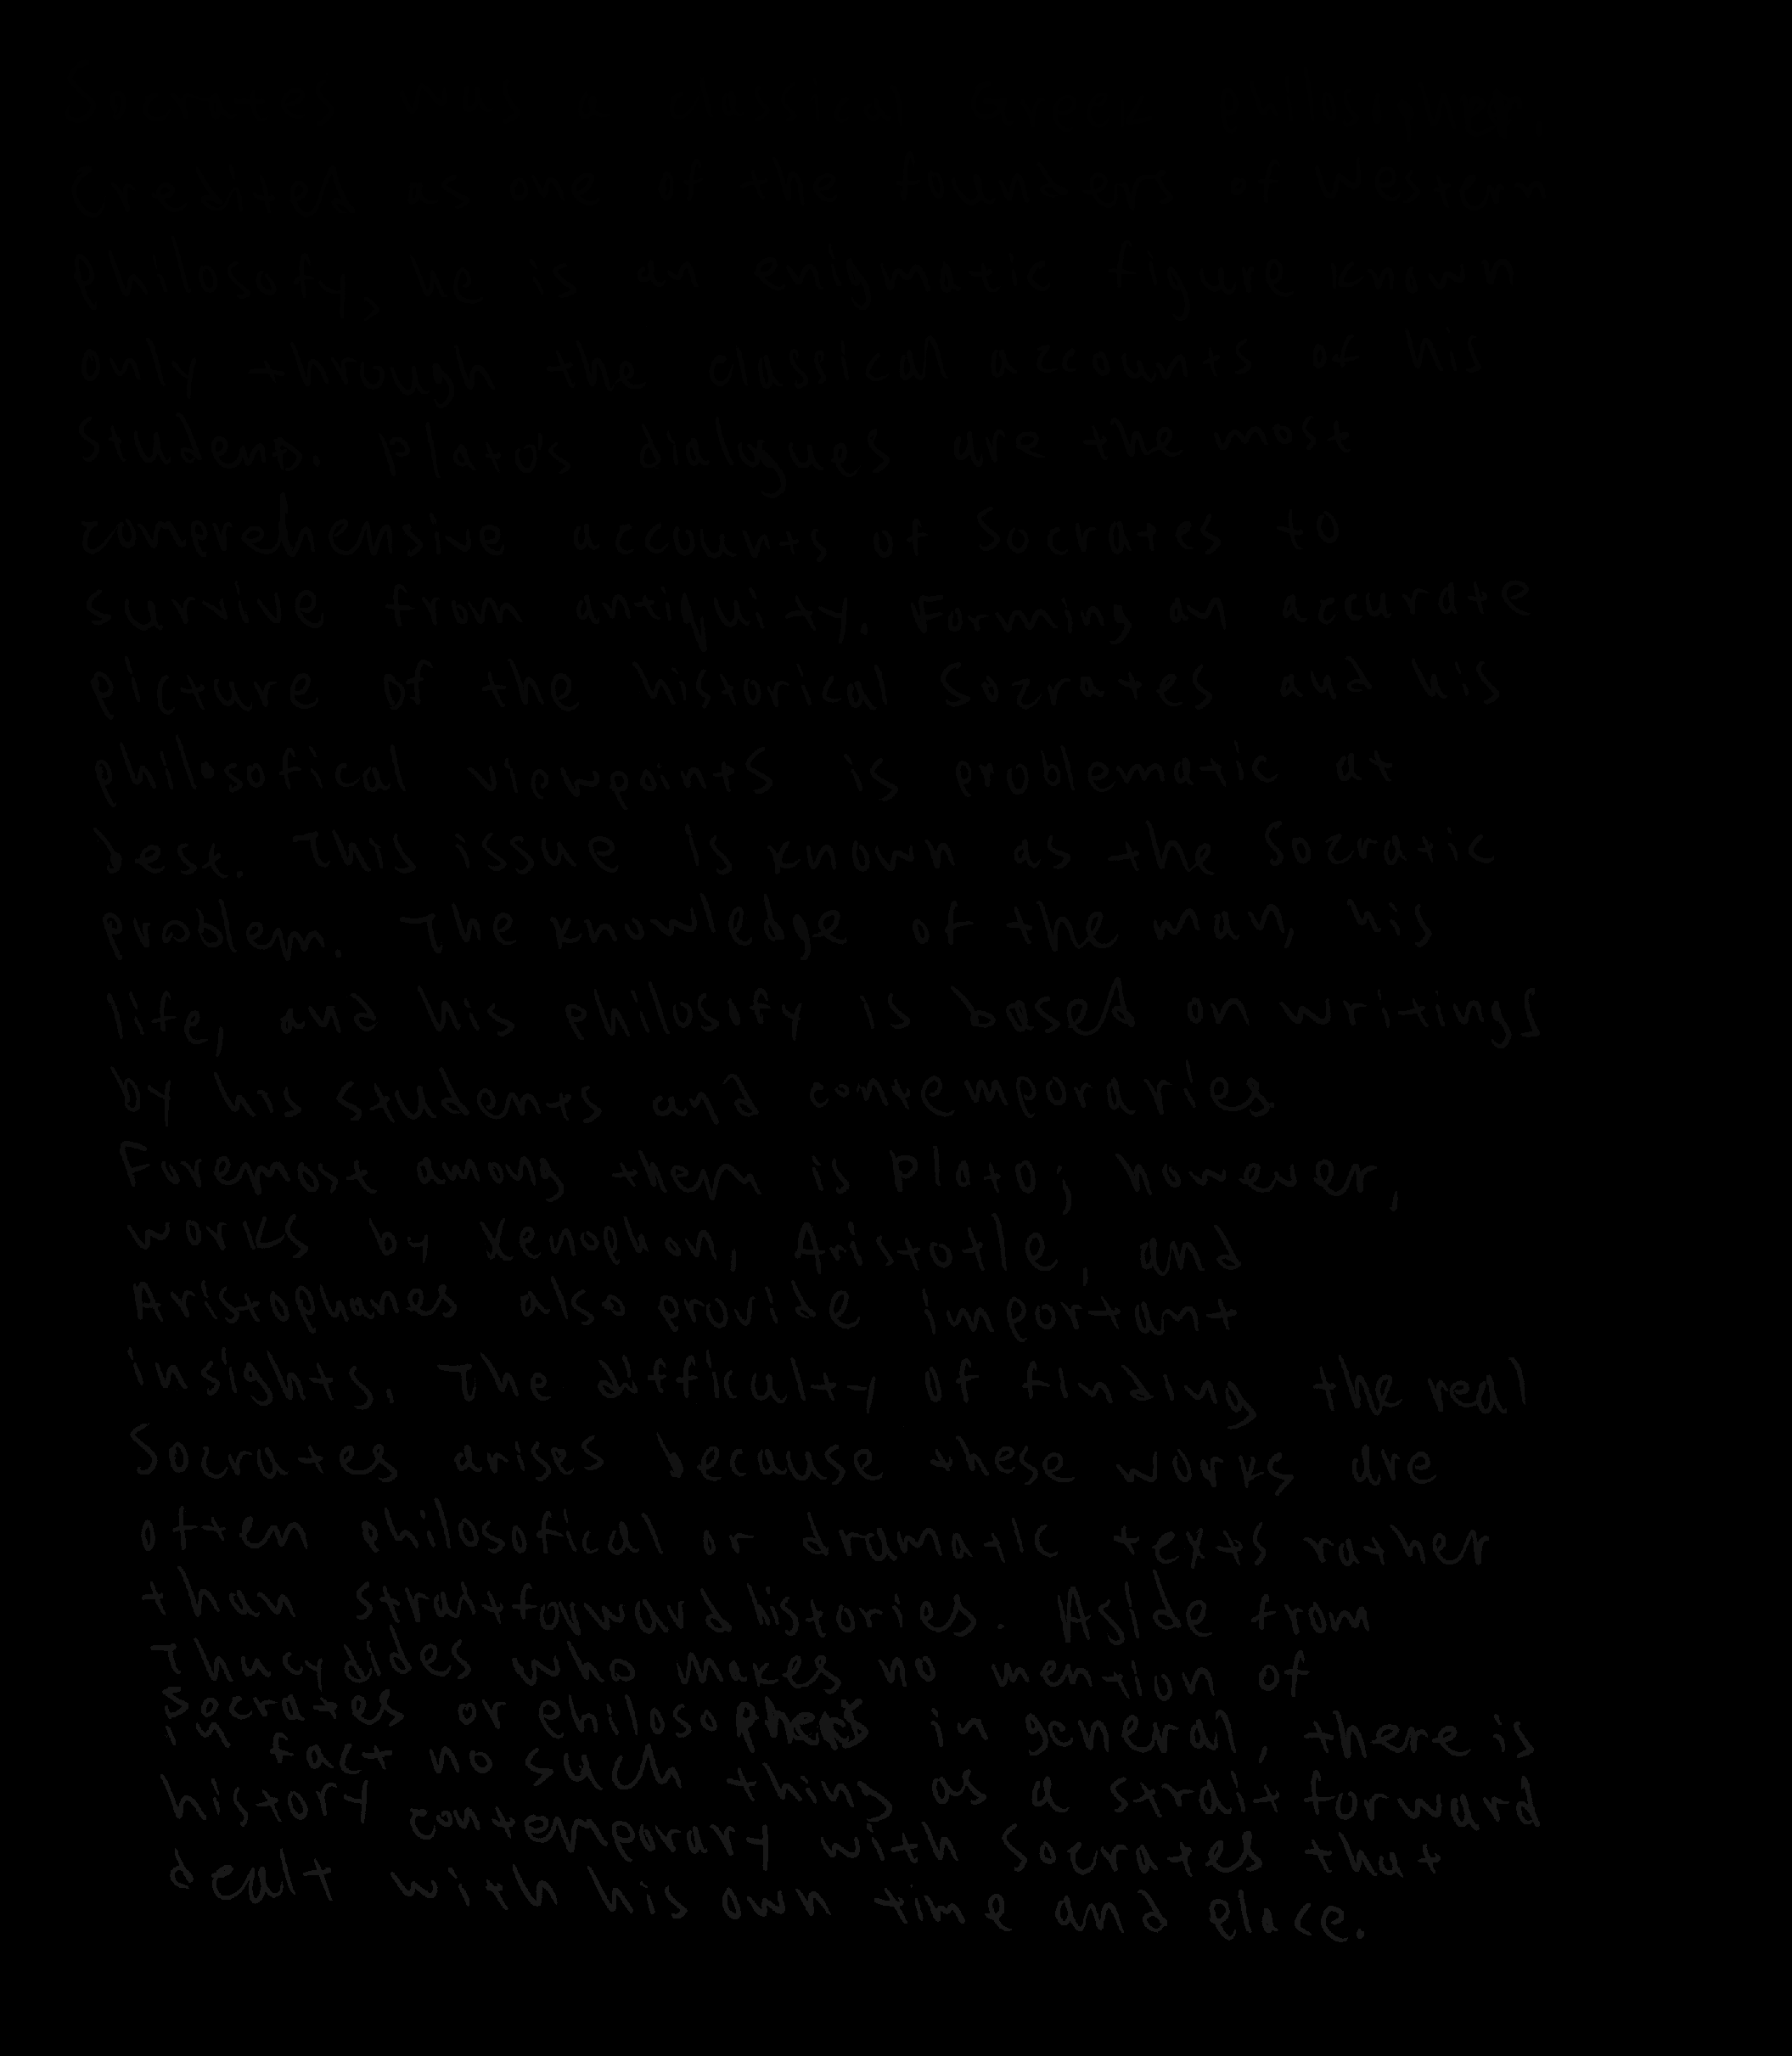 Socrates was a classical Greek philosopher.
Credited as one of the founders of Western
philosofy, he is an enigmatic figure known
only through the classical accounts of his
students. Plato's dialogues are the most
comprehensive accounts of Socrates to
survive from antiquity. Forming an accurate
picture of the historical Socrates and his
philosofical viewpoints is problematic at
best. This issue is known as the Socratic
problem. The knowledge of the man, his
life, and his philosofy is based on writings
by his students and contemporaries.
Foremost among them is Plato; however,
works by Xenophon, Aristotle, and
Aristophanes also provide important
insights. The difficulty of finding the real
Socrates arises because these works are
often philosofical or dramatic texts rather
than straitforward histories. Aside from
Thucydides who makes no mention of
Socrates or philosophers in general, there is
in fact no such thing as a straitforward
history contemporary with Socrates that
dealt with his own time and place.